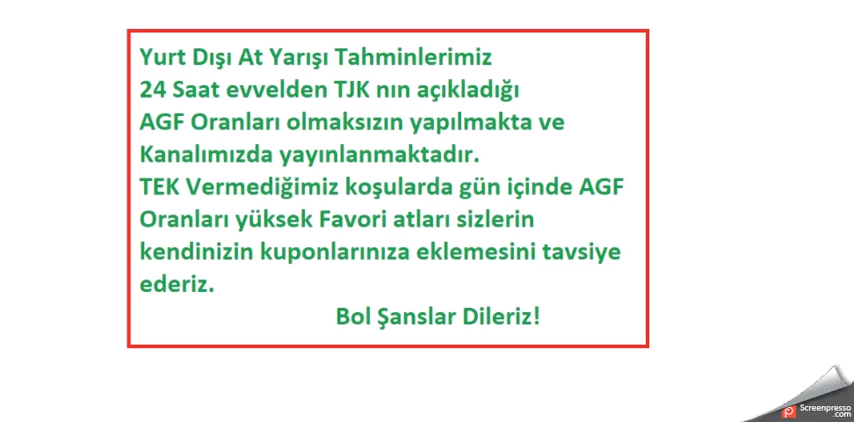 Yurt Dışı At Yarışı Tahminlerimiz
24 Saat evvelden TJK nın açıkladığı
AGF Oranları olmaksızın yapılmakta ve
Kanalımızda yayınlanmaktadır.
TEK Vermediğimiz koşularda gün içinde AGF
Oranları yüksek Favori atları sizlerin
kendinizin kuponlarınıza eklemesini tavsiye
ederiz.
Bol Şanslar Dileriz!
Screenpresso
.com